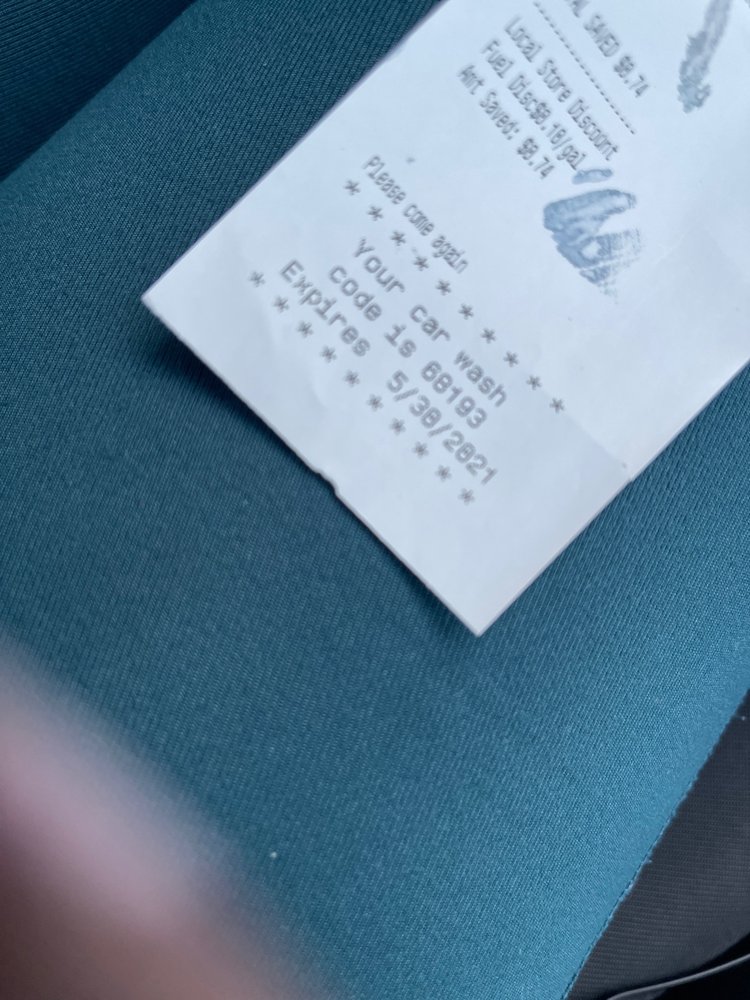 SAVED $0.74
Local Store Discount
Fuel Disc$0.10/gal
Amt Saved: $0.74
Please come again
* * * * * * * * * *
Your car wash
code is 60193
Expires 5/30/2021
* * * * * * * * * *